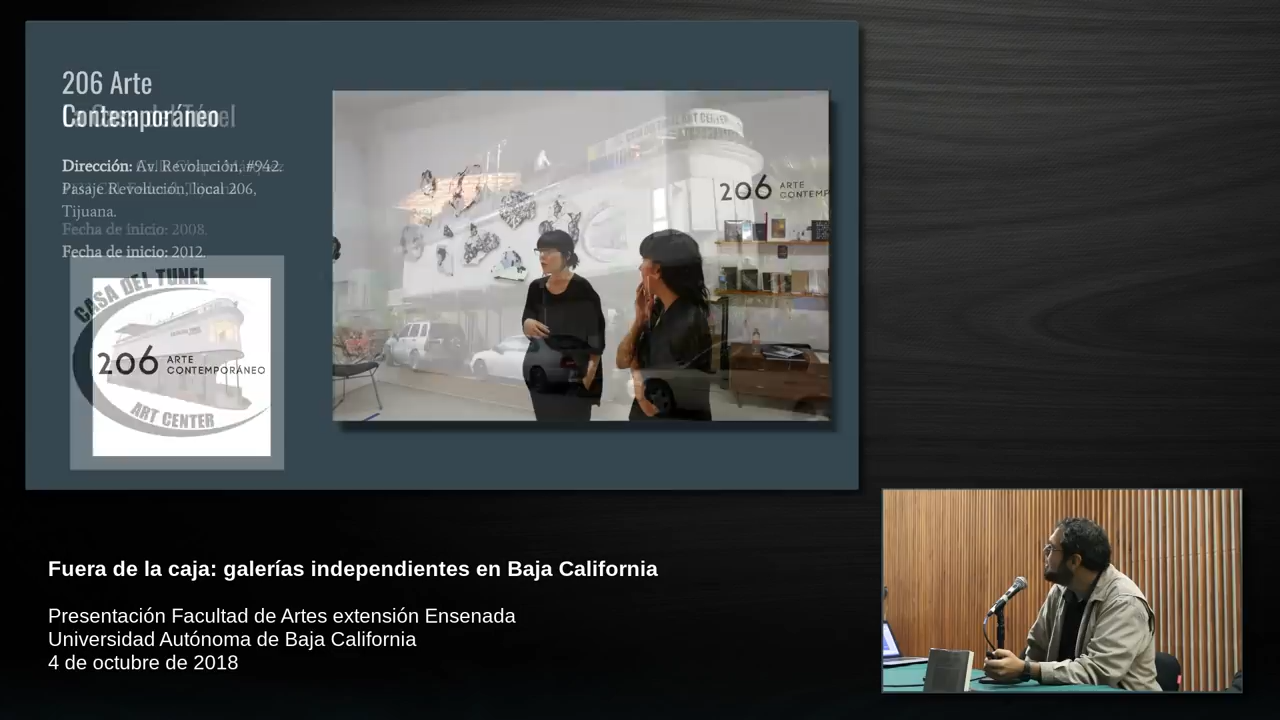 206 Arte
Contemporáneo
Dirección: Av. Revolución, #942.
Pasaje Revolución, local 206,
Tijuana.
Fecha de inicio: 2008.
Fecha de inicio: 2012.
CASA DEL TUNEL
206 ARTE
CONTEMPORÁNEO
ART CENTER
206 ARTE
CONTEMP
Fuera de la caja: galerías independientes en Baja California
Presentación Facultad de Artes extensión Ensenada
Universidad Autónoma de Baja California
4 de octubre de 2018